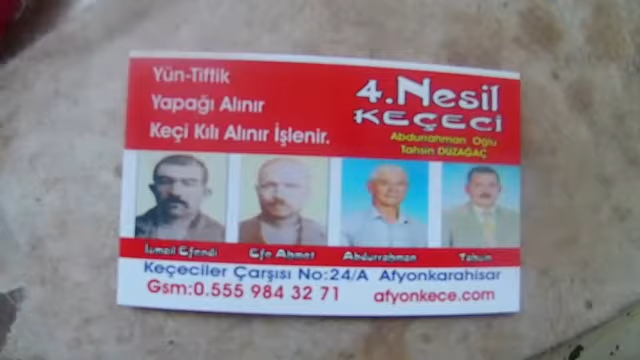 Yün-Tiftik
Yapağı Alınır
Keçi Kılı Alınır İşlenir.
4.Nesil
KEÇECİ
Abdurrahman Oğlu
Tahsin DÜZAĞAÇ
İsmail Efendi
Efe Ahmet
Abdurrahman
Tahsin
Keçeciler Çarşısı No:24/A Afyonkarahisar
Gsm:0.555 984 32 71 afyonkece.com